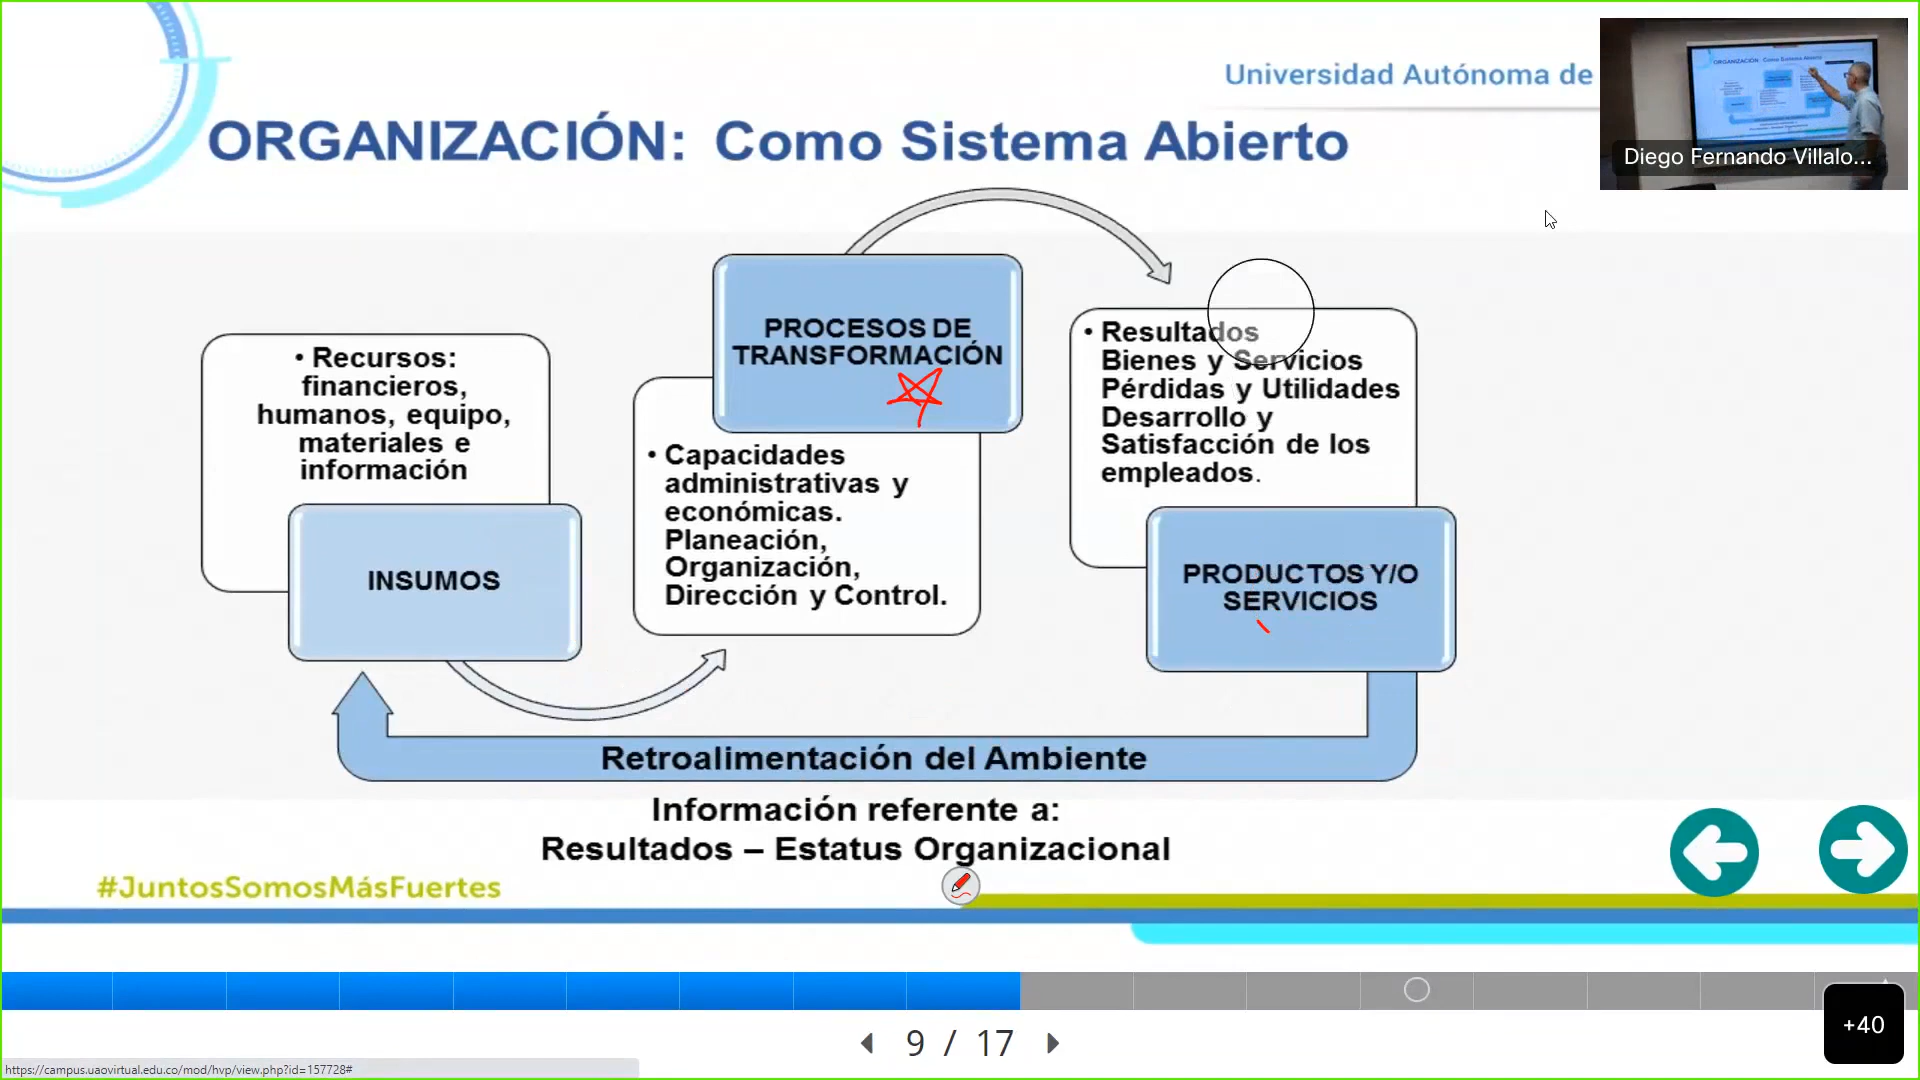 Universidad Autónoma de
ORGANIZACIÓN: Como Sistema Abierto
Diego Fernando Villalo...
• Recursos:
financieros,
humanos, equipo,
materiales e
información
INSUMOS
PROCESOS DE
TRANSFORMACIÓN
• Capacidades
administrativas y
económicas.
Planeación,
Organización,
Dirección y Control.
• Resultados
Bienes y Servicios
Pérdidas y Utilidades
Desarrollo y
Satisfacción de los
empleados.
PRODUCTOS Y/O
SERVICIOS
Retroalimentación del Ambiente
Información referente a:
Resultados – Estatus Organizacional
#JuntosSomosMásFuertes
9 / 17
+40
https://campus.uaovirtual.edu.co/mod/hvp/view.php?id=157728#